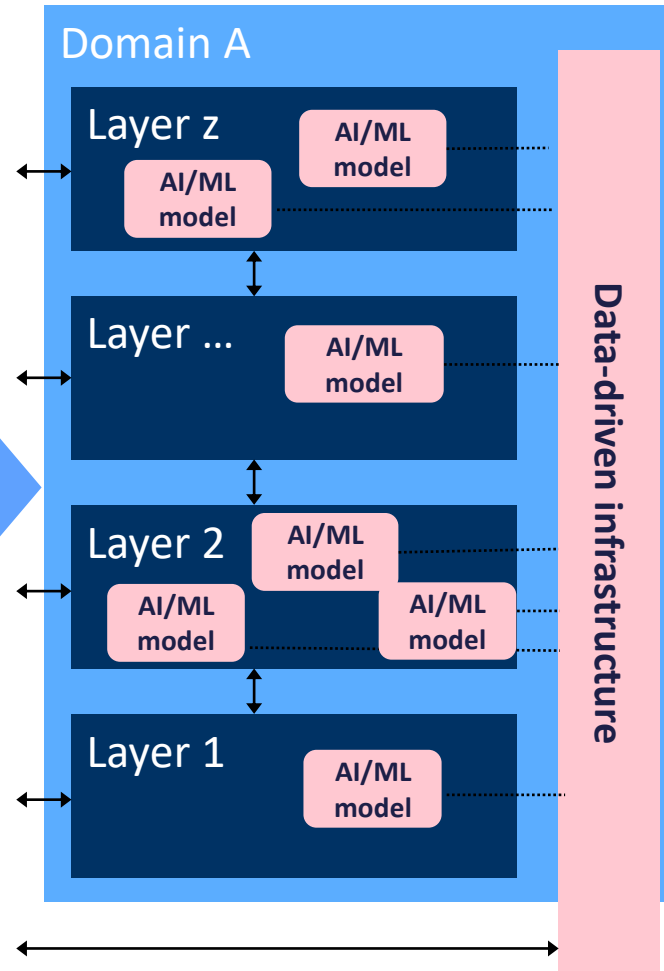 Domain A
Layer z
AI/ML
model
AI/ML
model
Layer ...
AI/ML
model
Layer 2
AI/ML
model
AI/ML
model
AI/ML
model
Layer 1
AI/ML
model
Data-driven infrastructure